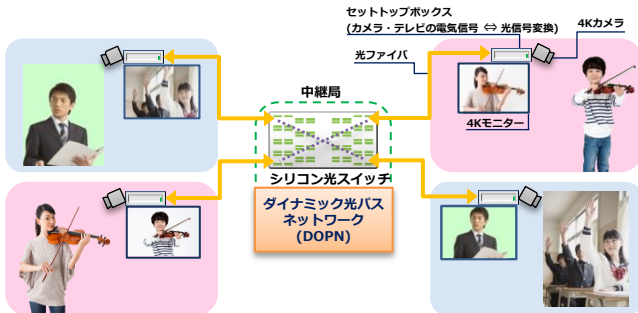 セットトップボックス
(カメラ・テレビの電気信号 ⇔ 光信号変換)
4Kカメラ
光ファイバ
中継局
4Kモニター
シリコン光スイッチ
ダイナミック光パス
ネットワーク
(DOPN)